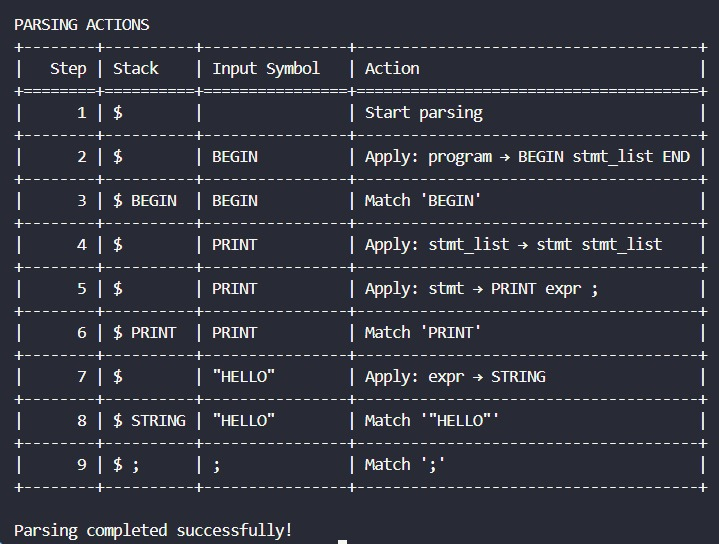 PARSING ACTIONS
+--------+----------+----------------+--------------------------------------+
|   Step | Stack    | Input Symbol   | Action                               |
+========+==========+================+======================================+
|      1 | $        |                | Start parsing                        |
+--------+----------+----------------+--------------------------------------+
|      2 | $        | BEGIN          | Apply: program → BEGIN stmt_list END |
+--------+----------+----------------+--------------------------------------+
|      3 | $ BEGIN  | BEGIN          | Match 'BEGIN'                        |
+--------+----------+----------------+--------------------------------------+
|      4 | $        | PRINT          | Apply: stmt_list → stmt stmt_list    |
+--------+----------+----------------+--------------------------------------+
|      5 | $        | PRINT          | Apply: stmt → PRINT expr ;           |
+--------+----------+----------------+--------------------------------------+
|      6 | $ PRINT  | PRINT          | Match 'PRINT'                        |
+--------+----------+----------------+--------------------------------------+
|      7 | $        | "HELLO"        | Apply: expr → STRING                 |
+--------+----------+----------------+--------------------------------------+
|      8 | $ STRING | "HELLO"        | Match '"HELLO"'                      |
+--------+----------+----------------+--------------------------------------+
|      9 | $ ;      | ;              | Match ';'                            |
+--------+----------+----------------+--------------------------------------+
Parsing completed successfully!